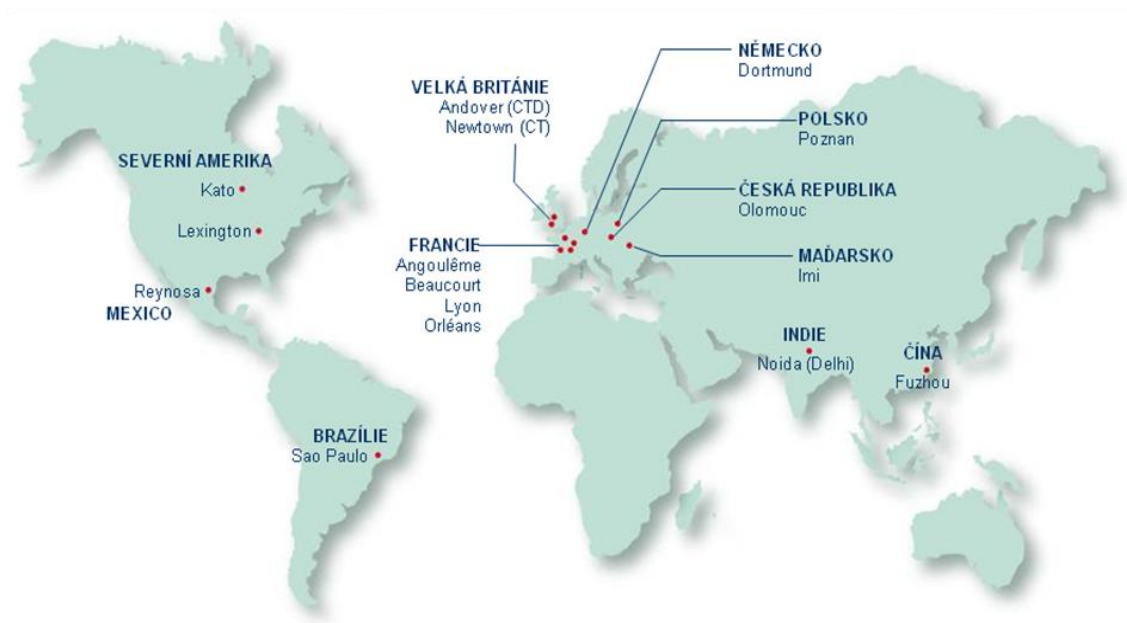 NĚMECKO
Dortmund
VELKÁ BRITÁNIE
Andover (CTD)
Newtown (CT)
POLSKO
Poznan
SEVERNÍ AMERIKA
Kato
Lexington
ČESKÁ REPUBLIKA
Olomouc
FRANCIE
Angoulême
Beaucourt
Lyon
Orléans
MAĎARSKO
Imi
Reynosa
MEXICO
INDIE
Noida (Delhi)
ČÍNA
Fuzhou
BRAZÍLIE
Sao Paulo